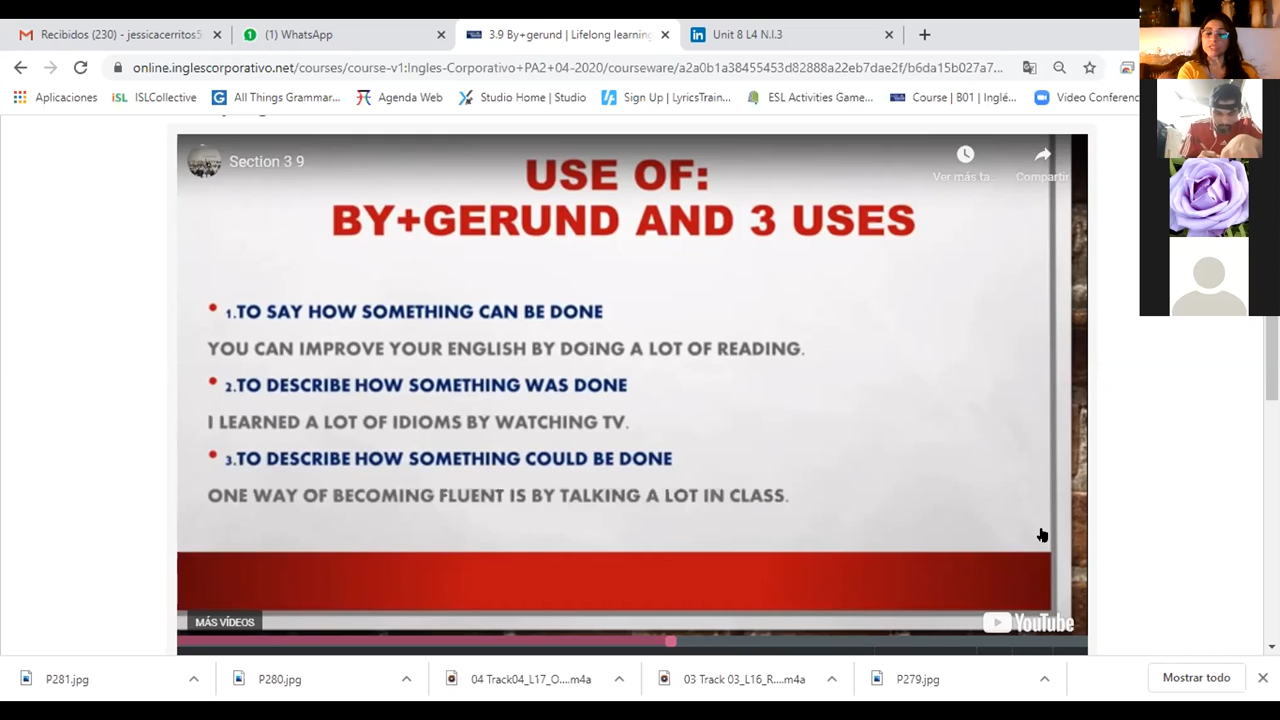 Recibidos (230) - jessicacerritos5
(1) WhatsApp
3.9 By+gerund | Lifelong learning
Unit 8 L4 N.I.3
online.inglescorporativo.net/courses/course-v1:Ingles-Corporativo+PA2+04-2020/courseware/a2a0b1a38455453d82888a22eb7dae2f/b6da15b027a7...
Aplicaciones
iSL ISLCollective
All Things Grammar...
Agenda Web
Studio Home | Studio
Sign Up | LyricsTrain...
ESL Activities Game...
Course | B01 | Inglé...
Video Conferenc
Section 3 9
Ver más ta...
Compartir
USE OF:
BY+GERUND AND 3 USES
1.TO SAY HOW SOMETHING CAN BE DONE
YOU CAN IMPROVE YOUR ENGLISH BY DOING A LOT OF READING.
2.TO DESCRIBE HOW SOMETHING WAS DONE
I LEARNED A LOT OF IDIOMS BY WATCHING TV.
3.TO DESCRIBE HOW SOMETHING COULD BE DONE
ONE WAY OF BECOMING FLUENT IS BY TALKING A LOT IN CLASS.
MÁS VÍDEOS
YouTube
P281.jpg
P280.jpg
04 Track04_L17_O....m4a
03 Track 03_L16_R....m4a
P279.jpg
Mostrar todo